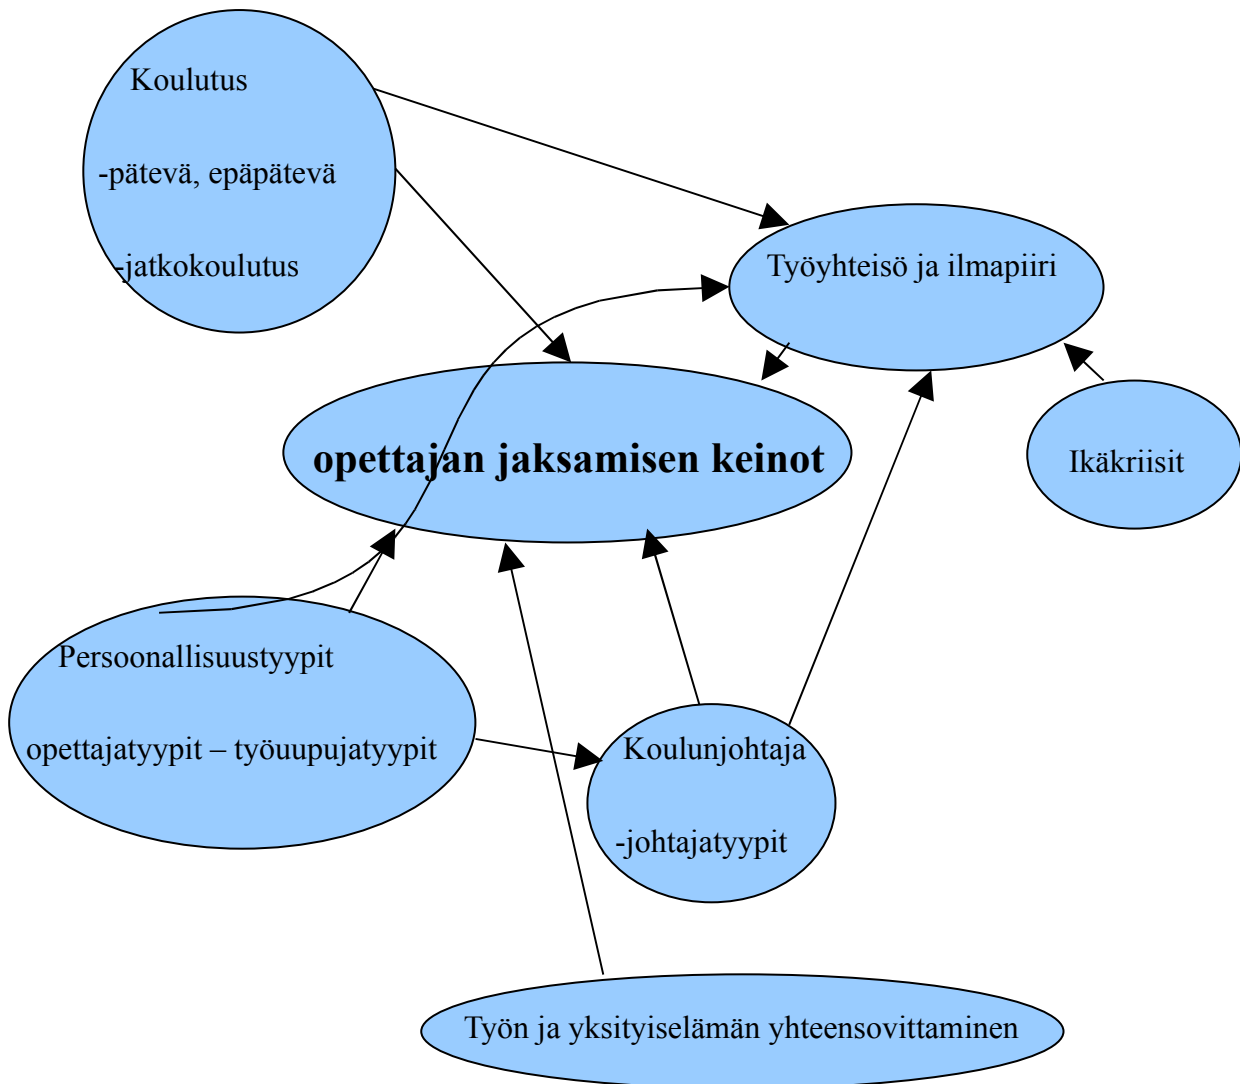 Koulutus
-pätevä, epäpätevä
-jatkokoulutus
Työyhteisö ja ilmapiiri
opettajan jaksamisen keinot
Ikäkriisit
Persoonallisuustyypit
opettajatyypit – työuupujatyypit
Koulunjohtaja
-johtajatyypit
Työn ja yksityiselämän yhteensovittaminen